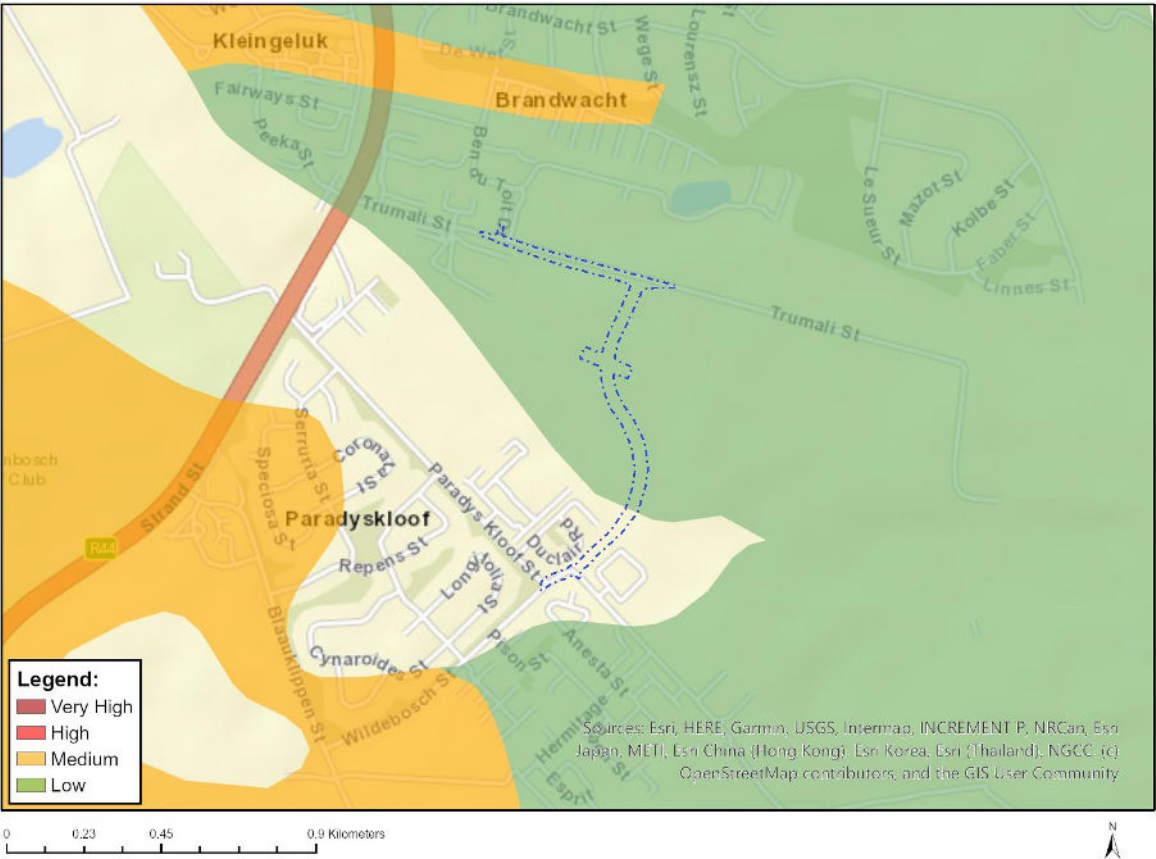 Brandwacht St
Kleingeluk
De Wet St
Wege St
Lourensz St
Fairways St
Brandwacht
Peeka St
Ben du Toit
Le Sueur St
Mazot St
Kolbe St
Trumali St
Faber St
Linnes St
Trumali St
nbosch
Club
Serruria St
Corona
St
Speciosa St
Strand St
Paradys Kloof St
Paradyskloof
Duclair
Rd
R44
Repens St
Longifolia
St
Blaauklippen St
Pison St
Anesta St
Cynaroides St
Wildebosch St
Hermitage St
Esprit
Legend:
Very High
High
Medium
Low
Sources: Esri, HERE, Garmin, USGS, Intermap, INCREMENT P, NRCan, Esri
Japan, METI, Esri China (Hong Kong), Esri Korea, Esri (Thailand), NGCC, (c)
OpenStreetMap contributors, and the GIS User Community
0 0.23 0.45 0.9 Kilometers
N